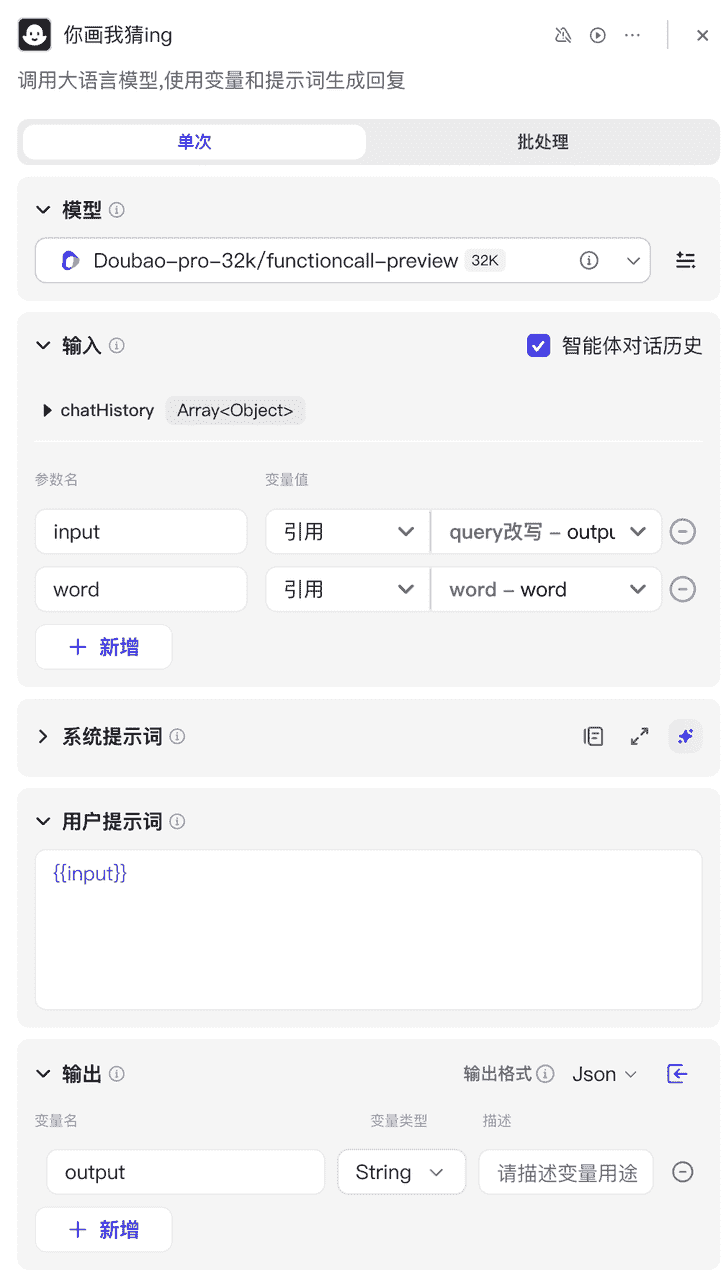 你画我猜ing
调用大语言模型,使用变量和提示词生成回复
单次 批处理
模型
Doubao-pro-32k/functioncall-preview 32K
输入 智能体对话历史
chatHistory Array<Object>
参数名 变量值
input 引用 query改写 - outpu
word 引用 word - word
+ 新增
系统提示词
用户提示词
{{input}}
输出 输出格式 Json
变量名 变量类型 描述
output String 请描述变量用途
+ 新增